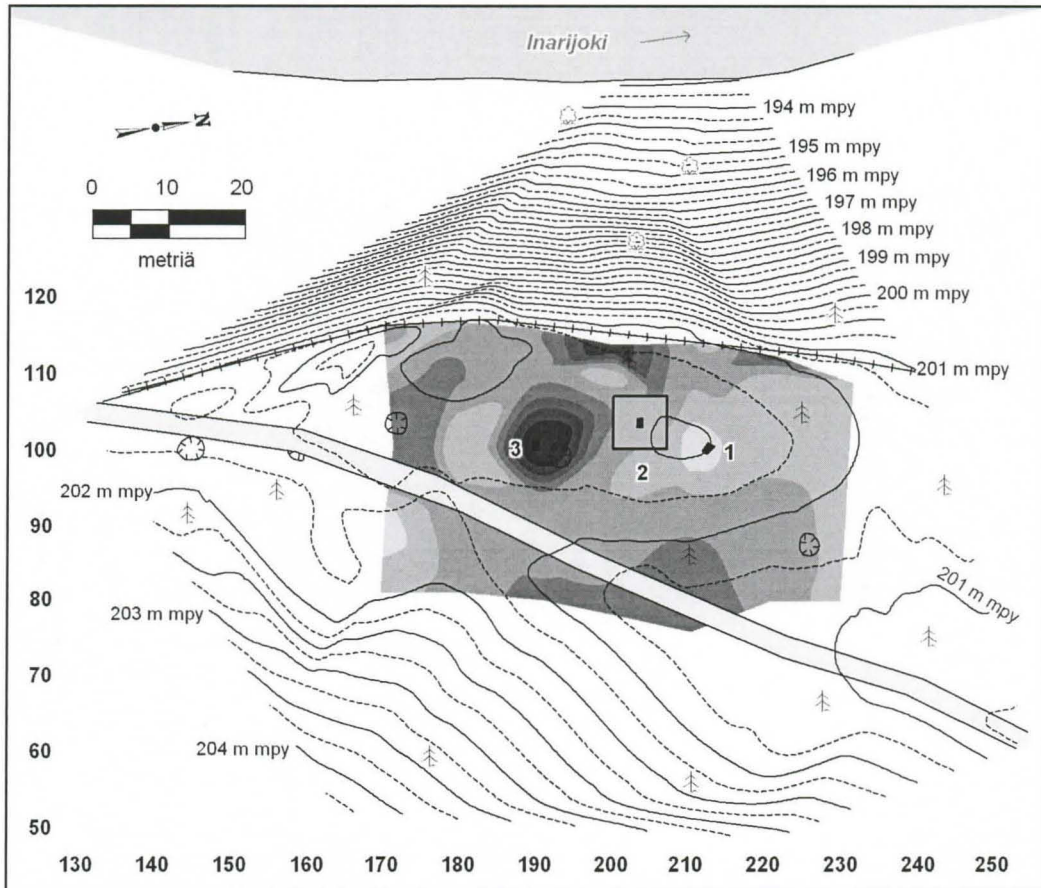 Inarijoki
N
194 m mpy
195 m mpy
196 m mpy
197 m mpy
198 m mpy
199 m mpy
200 m mpy
201 m mpy
0 10 20
metriä
120
110
100
90
80
70
60
50
3
2
1
202 m mpy
203 m mpy
204 m mpy
201 m mpy
130 140 150 160 170 180 190 200 210 220 230 240 250